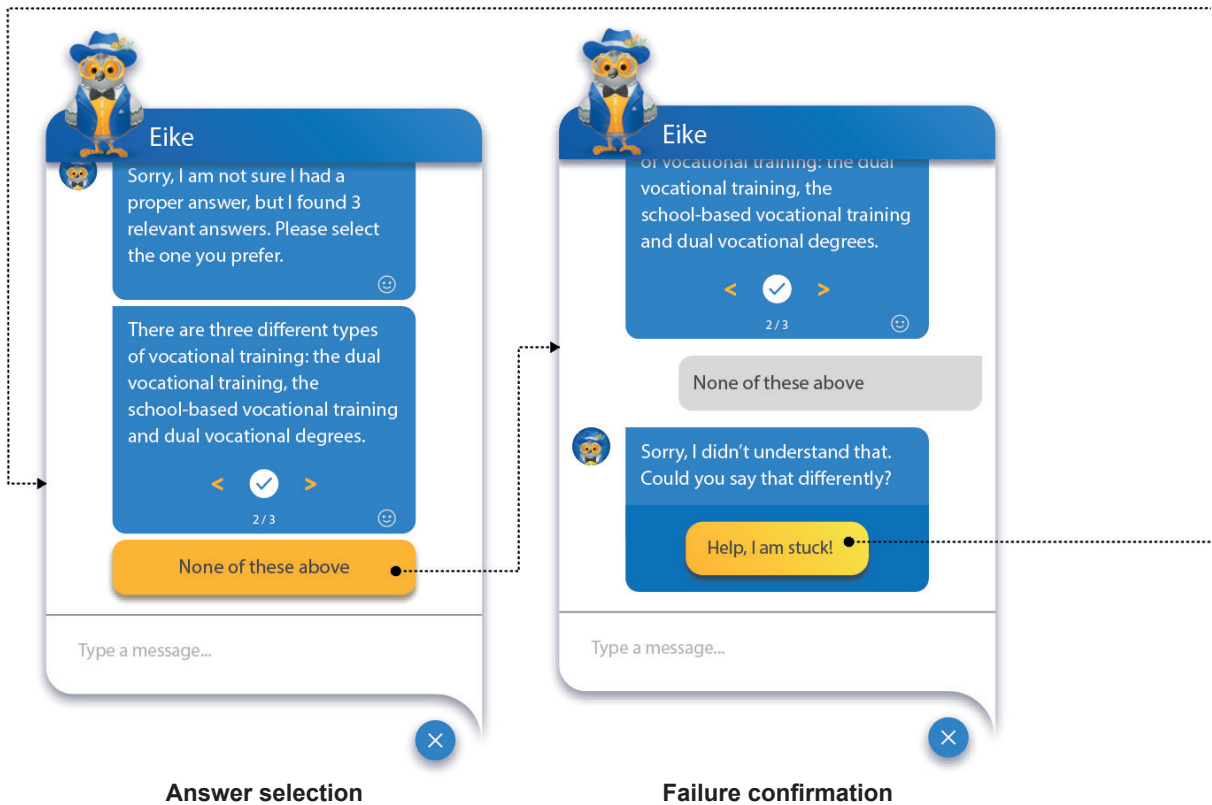 Eike
Sorry, I am not sure I had a
proper answer, but I found 3
relevant answers. Please select
the one you prefer.
There are three different types
of vocational training: the dual
vocational training, the
school-based vocational training
and dual vocational degrees.
< >
2 / 3
None of these above
Type a message...
Answer selection
Eike
of vocational training: the dual
vocational training, the
school-based vocational training
and dual vocational degrees.
< >
2 / 3
None of these above
Sorry, I didn’t understand that.
Could you say that differently?
Help, I am stuck!
Type a message...
Failure confirmation